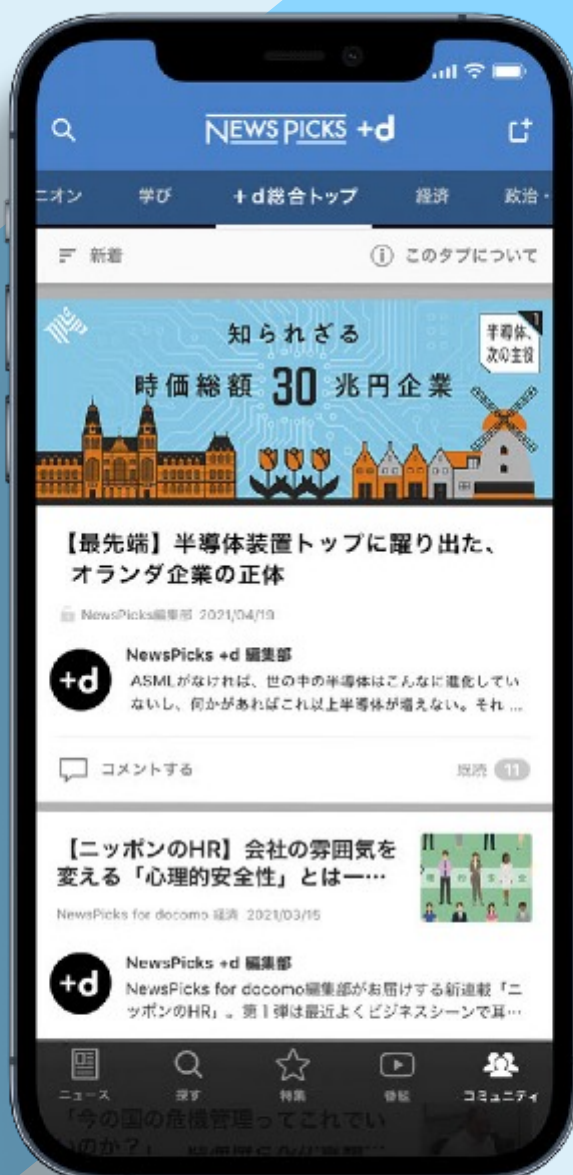 NEWSPICKS +d
ニオン 学び +d総合トップ 経済 政治・
新着 このタブについて
知られざる
時価総額30兆円企業
半導体、
次の主役
1
【最先端】半導体装置トップに躍り出た、
オランダ企業の正体
NewsPicks編集部 2021/04/19
+d
NewsPicks +d 編集部
ASMLがなければ、世の中の半導体はこんなに進化してい
ないし、何かがあればこれ以上半導体が増えない。それ ...
コメントする 既読 11
【ニッポンのHR】会社の雰囲気を
変える「心理的安全性」とは一…
NewsPicks for docomo 経済 2021/03/15
+d
NewsPicks +d 編集部
NewsPicks for docomo編集部がお届けする新連載「ニ
ッポンのHR」。第1弾は最近よくビジネスシーンで耳…
ニュース 探す 特集 番組 コミュニティ
「今の国の危機管理ってこれでい
いのか？」